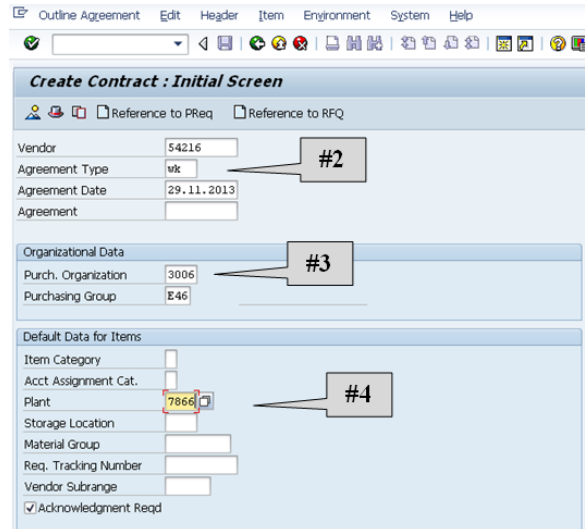 Outline Agreement Edit Header Item Environment System Help
Create Contract : Initial Screen
Reference to PReq Reference to RFQ
Vendor 54216
Agreement Type wk #2
Agreement Date 29.11.2013
Agreement
Organizational Data
Purch. Organization 3006 #3
Purchasing Group E46
Default Data for Items
Item Category
Acct Assignment Cat.
Plant 7866 #4
Storage Location
Material Group
Req. Tracking Number
Vendor Subrange
Acknowledgment Reqd